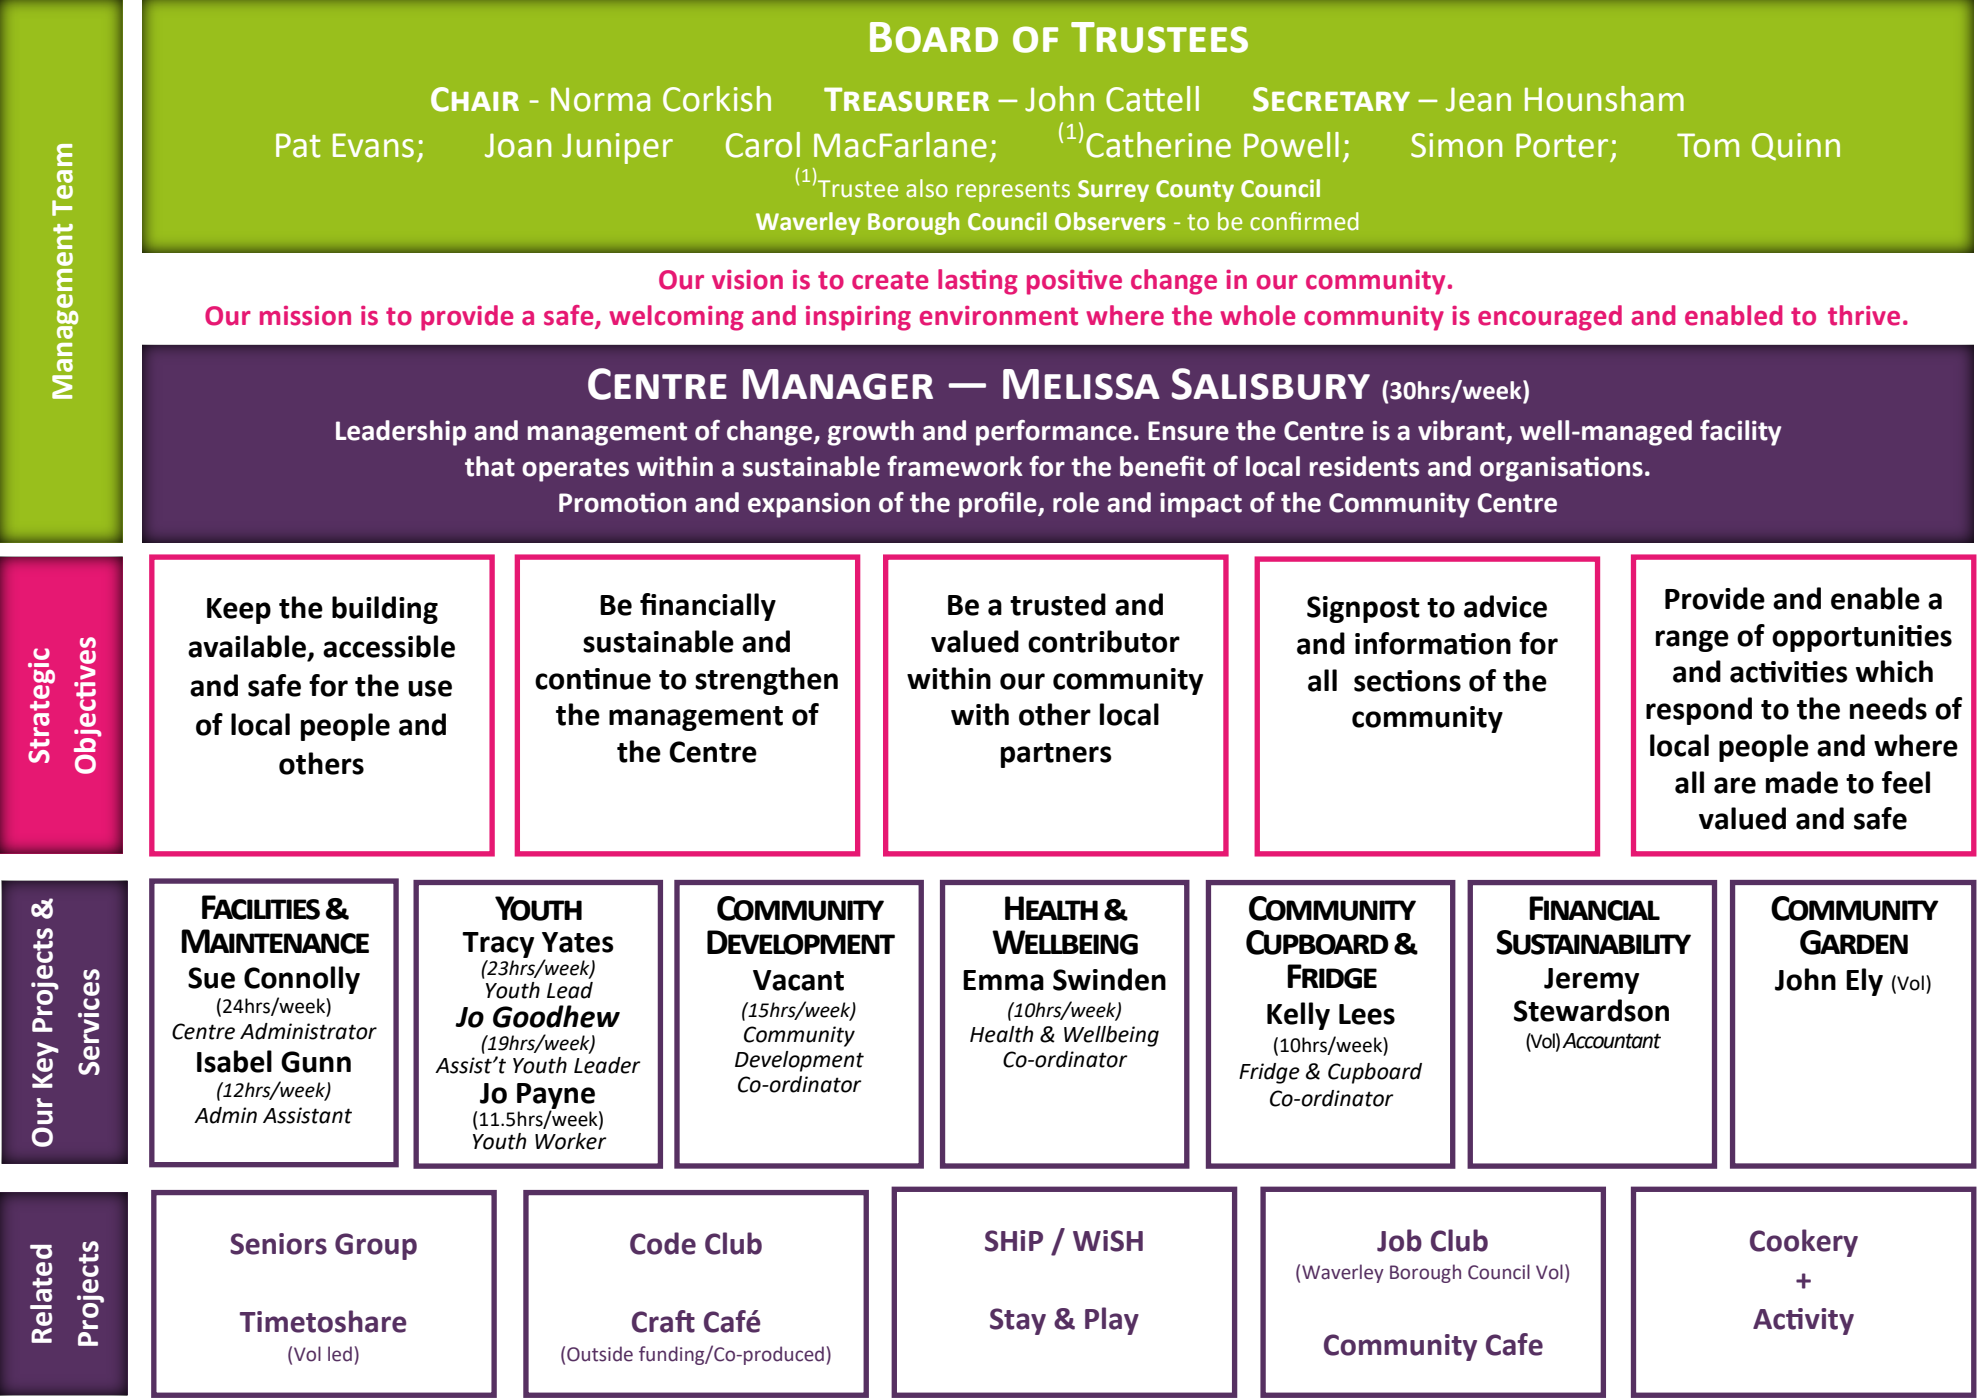 Management Team
BOARD OF TRUSTEES
CHAIR - Norma Corkish TREASURER – John Cattell SECRETARY – Jean Hounsham
Pat Evans; Joan Juniper Carol MacFarlane; (1)Catherine Powell; Simon Porter; Tom Quinn
(1)Trustee also represents Surrey County Council
Waverley Borough Council Observers - to be confirmed
Our vision is to create lasting positive change in our community.
Our mission is to provide a safe, welcoming and inspiring environment where the whole community is encouraged and enabled to thrive.
CENTRE MANAGER — MELISSA SALISBURY (30hrs/week)
Leadership and management of change, growth and performance. Ensure the Centre is a vibrant, well-managed facility
that operates within a sustainable framework for the benefit of local residents and organisations.
Promotion and expansion of the profile, role and impact of the Community Centre
Strategic
Objectives
Keep the building
available, accessible
and safe for the use
of local people and
others
Be financially
sustainable and
continue to strengthen
the management of
the Centre
Be a trusted and
valued contributor
within our community
with other local
partners
Signpost to advice
and information for
all sections of the
community
Provide and enable a
range of opportunities
and activities which
respond to the needs of
local people and where
all are made to feel
valued and safe
Our Key Projects &
Services
FACILITIES &
MAINTENANCE
Sue Connolly
(24hrs/week)
Centre Administrator
Isabel Gunn
(12hrs/week)
Admin Assistant
YOUTH
Tracy Yates
(23hrs/week)
Youth Lead
Jo Goodhew
(19hrs/week)
Assist’t Youth Leader
Jo Payne
(11.5hrs/week)
Youth Worker
COMMUNITY
DEVELOPMENT
Vacant
(15hrs/week)
Community
Development
Co-ordinator
HEALTH &
WELLBEING
Emma Swinden
(10hrs/week)
Health & Wellbeing
Co-ordinator
COMMUNITY
CUPBOARD &
FRIDGE
Kelly Lees
(10hrs/week)
Fridge & Cupboard
Co-ordinator
FINANCIAL
SUSTAINABILITY
Jeremy
Stewardson
(Vol) Accountant
COMMUNITY
GARDEN
John Ely (Vol)
Related
Projects
Seniors Group
Timetoshare
(Vol led)
Code Club
Craft Café
(Outside funding/Co-produced)
SHiP / WiSH
Stay & Play
Job Club
(Waverley Borough Council Vol)
Community Cafe
Cookery
+
Activity